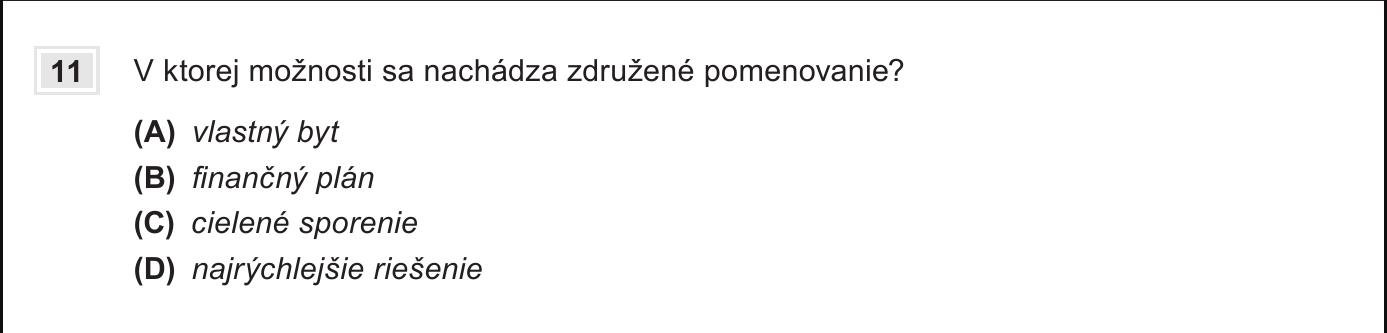 11 V ktorej možnosti sa nachádza združené pomenovanie?
(A) vlastný byt
(B) finančný plán
(C) cielené sporenie
(D) najrýchlejšie riešenie